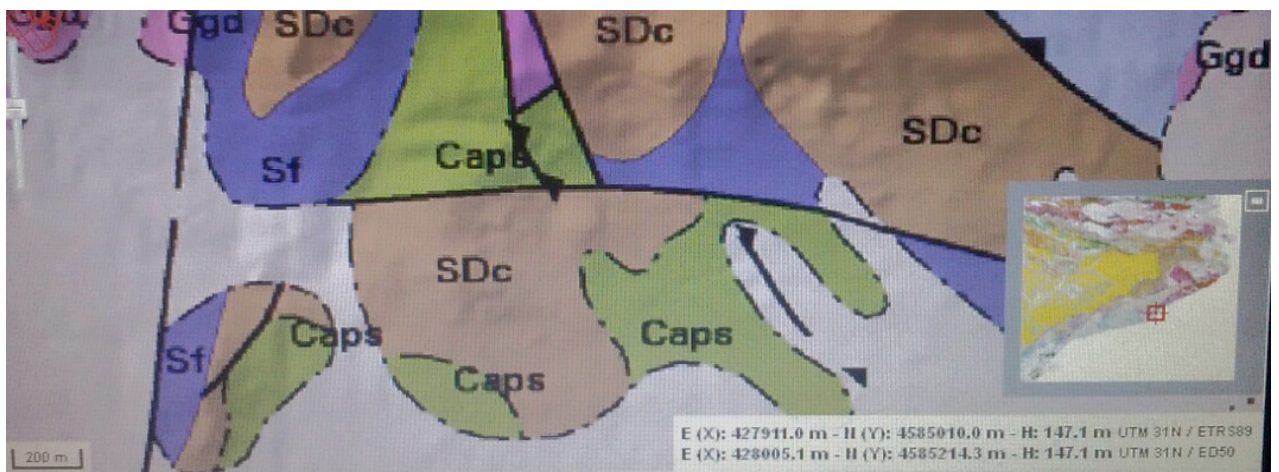 Ggd
SDc
SDc
Ggd
SDc
Caps
Sf
SDc
Caps
Caps
Sf
Caps
E (X): 427911.0 m - N (Y): 4585010.0 m - H: 147.1 m UTM 31N / ETRS89
E (X): 428005.1 m - N (Y): 4585214.3 m - H: 147.1 m UTM 31N / ED50
200 m